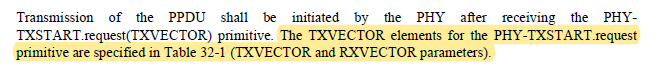 Transmission of the PPDU shall be initiated by the PHY after receiving the PHY-
TXSTART.request(TXVECTOR) primitive. The TXVECTOR elements for the PHY-TXSTART.request
primitive are specified in Table 32-1 (TXVECTOR and RXVECTOR parameters).